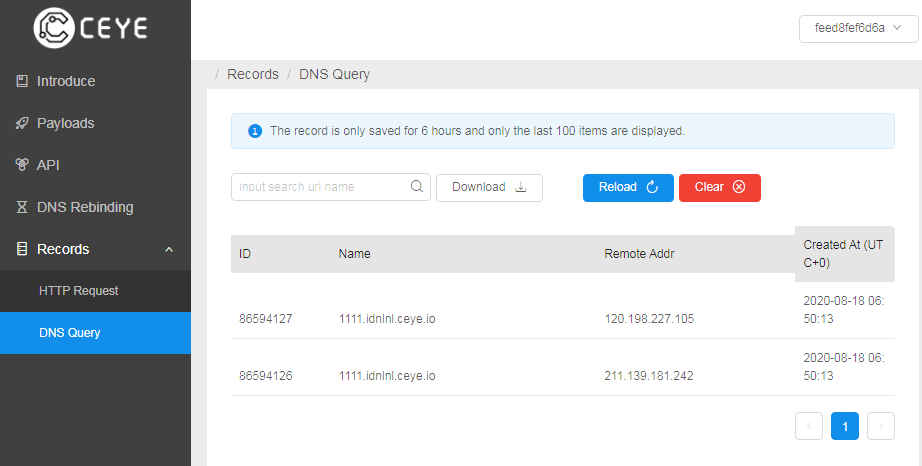 CEYE
feed8fef6d6a
Introduce
Payloads
API
DNS Rebinding
Records
HTTP Request
DNS Query
/ Records / DNS Query
The record is only saved for 6 hours and only the last 100 items are displayed.
input search url name
Download
Reload
Clear
ID Name Remote Addr Created At (UT
C+0)
86594127 1111.idnlnl.ceye.io 120.198.227.105 2020-08-18 06:
50:13
86594126 1111.idnlnl.ceye.io 211.139.181.242 2020-08-18 06:
50:13
< 1 >